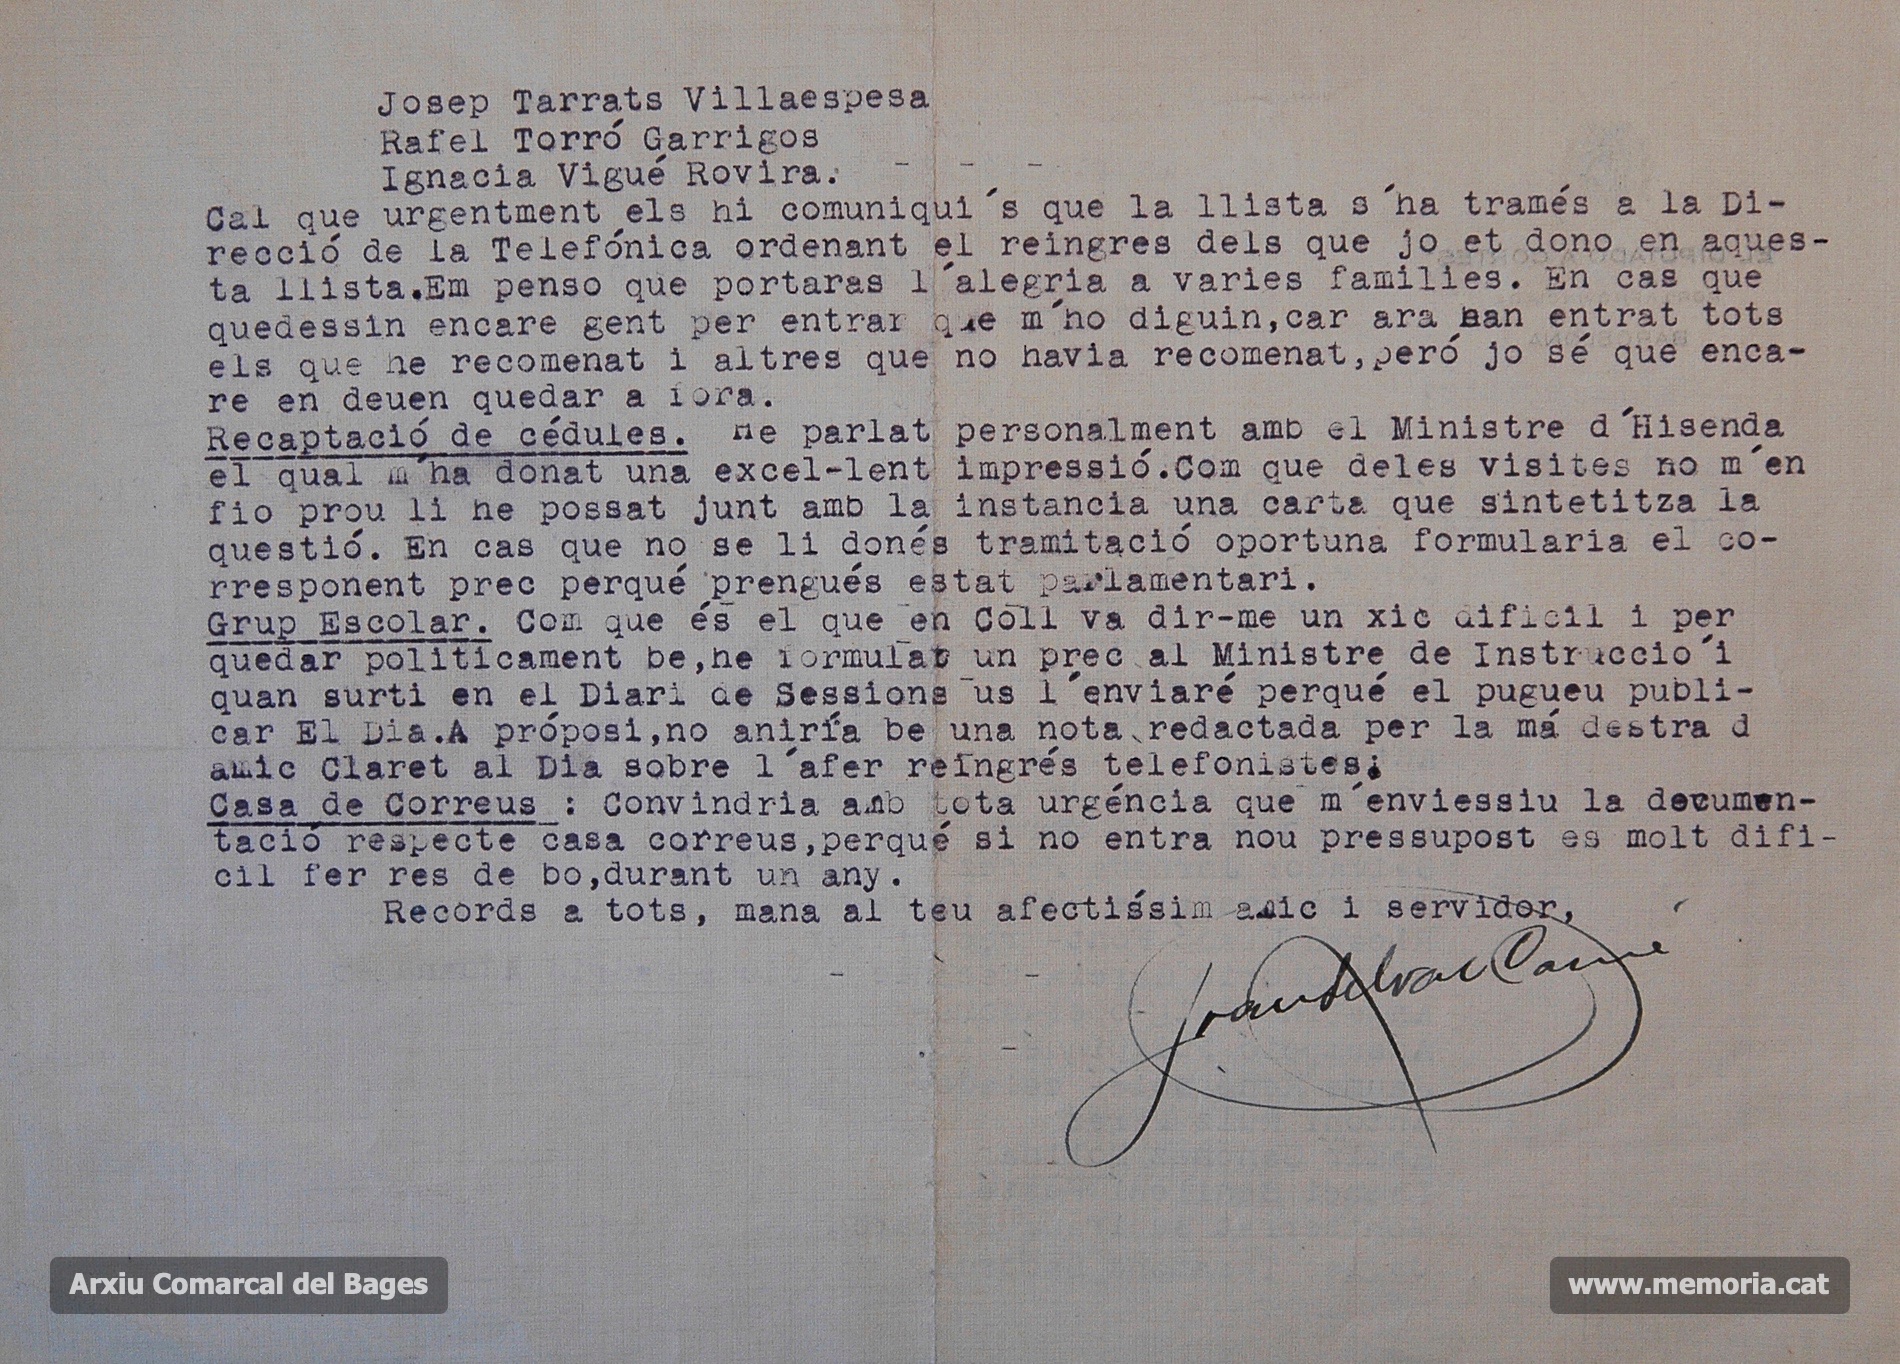 Josep Tarrats Villaespesa
Rafel Torró Garrigos
Ignacia Vigué Rovira.
Cal que urgentment els hi comuniqui´s que la llista s´ha tramés a la Di-
recció de la Telefónica ordenant el reingres dels que jo et dono en aques-
ta llista.Em penso que portaras l´alegria a varies families. En cas que
quedessin encare gent per entrar que m´ho diguin,car ara han entrat tots
els que he recomenat i altres que no havia recomenat,peró jo sé que enca-
re en deuen quedar a fora.
Recaptació de cédules. He parlat personalment amb el Ministre d´Hisenda
el qual m´ha donat una excel-lent impressió.Com que deles visites no m´en
fio prou li he possat junt amb la instancia una carta que sintetitza la
questió. En cas que no se li donés tramitació oportuna formularia el co-
rresponent prec perqué prengués estat parlamentari.
Grup Escolar. Com que és el que en Coll va dir-me un xic dificil i per
quedar politicament be,he formulat un prec al Ministre de Instruccio´i
quan surti en el Diari de Sessions us l´enviaré perqué el pugueu publi-
car El Dia.A próposi,no aniría be una nota redactada per la má destra d
amic Claret al Dia sobre l´afer reingrés telefonistes;
Casa de Correus : Convindria amb tota urgéncia que m´enviessiu la documen-
tació respecte casa correus,perqué si no entra nou pressupost es molt difi-
cil fer res de bo,durant un any.
Records a tots, mana al teu afectissim amic i servidor,
Joan Selvas Carné
EL DIPUTADO A CORTES
Arxiu Comarcal del Bages
www.memoria.cat